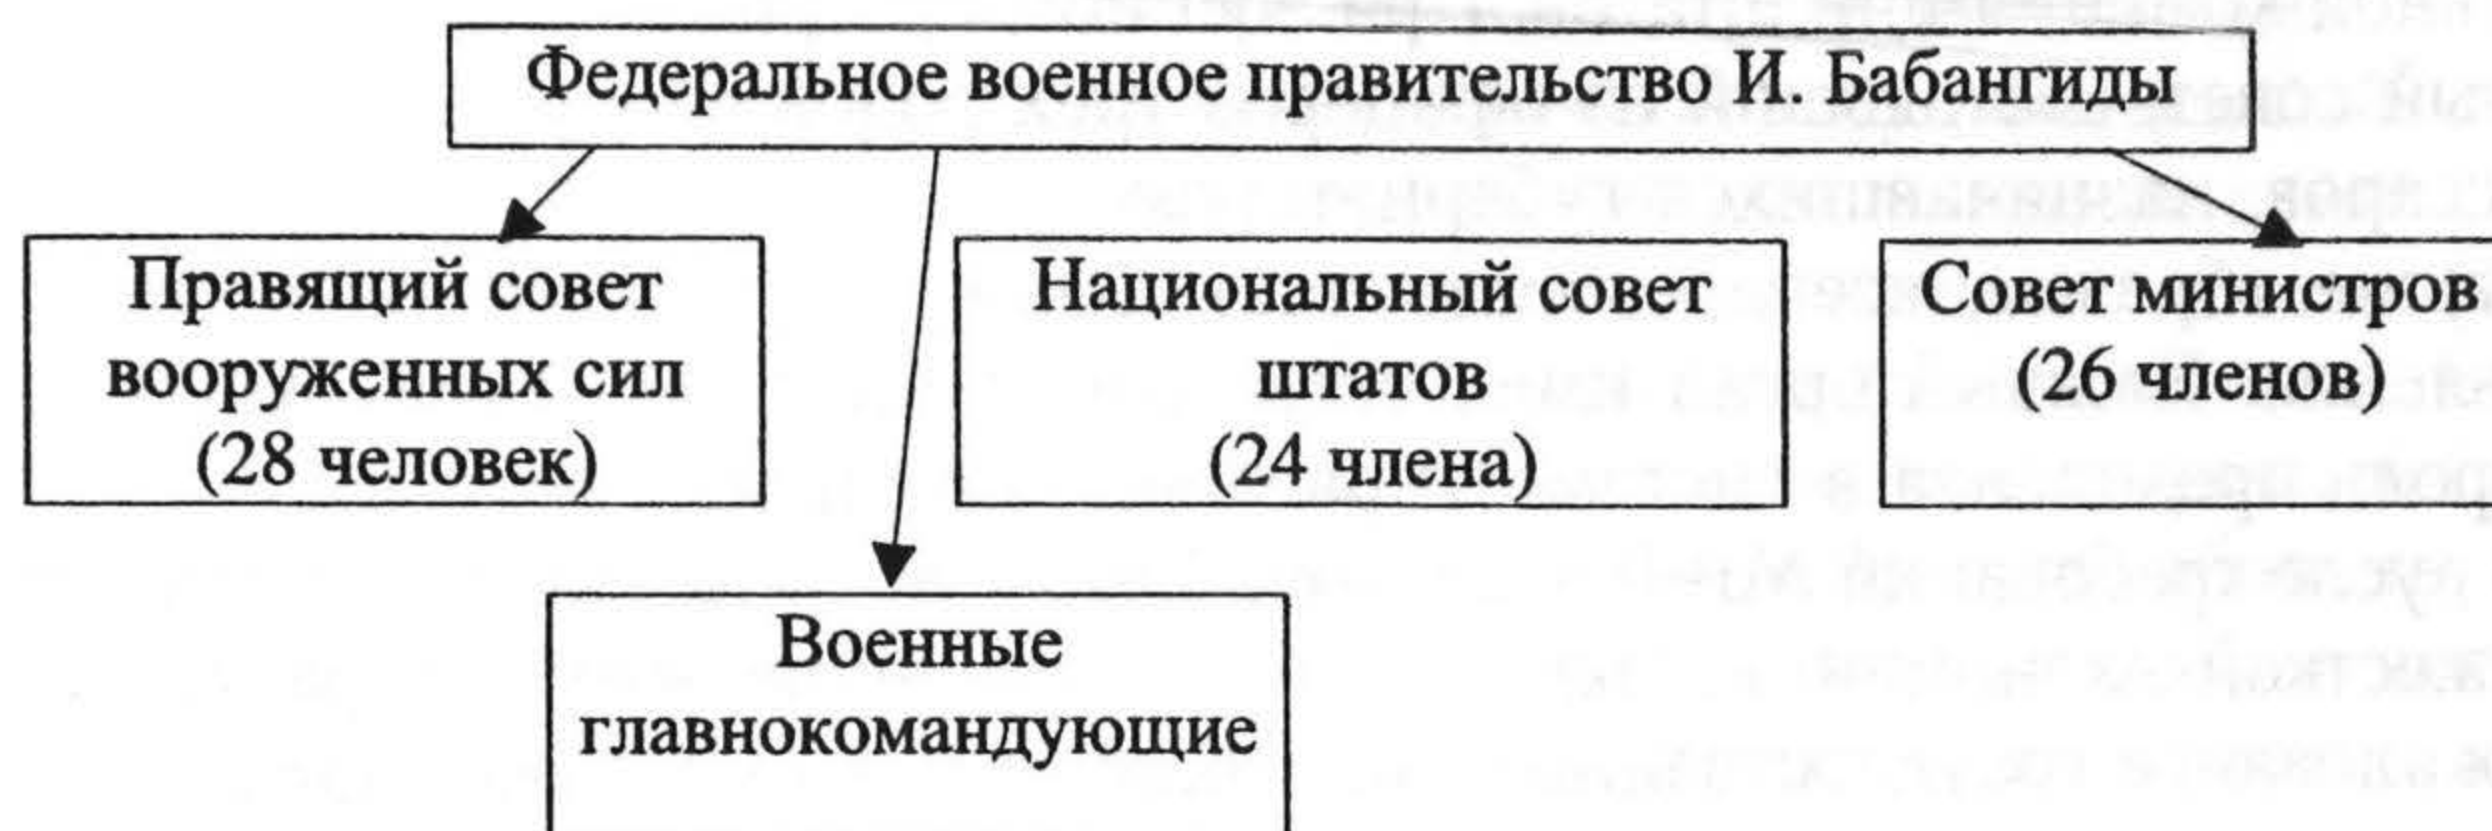 Федеральное военное правительство И. Бабангиды
Правящий совет
вооруженных сил
(28 человек)
Национальный совет
штатов
(24 члена)
Совет министров
(26 членов)
Военные
главнокомандующие